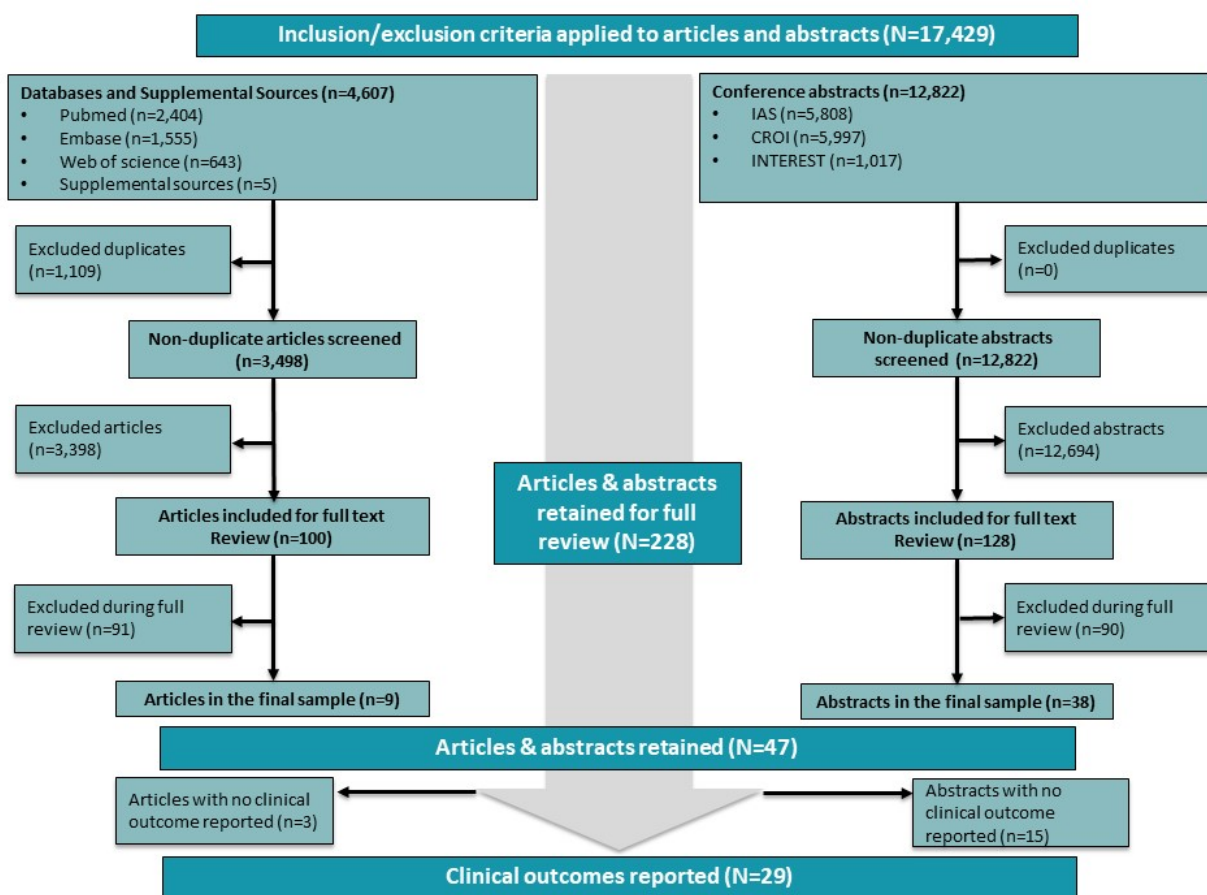 Inclusion/exclusion criteria applied to articles and abstracts (N=17,429)
Databases and Supplemental Sources (n=4,607)
• Pubmed (n=2,404)
• Embase (n=1,555)
• Web of science (n=643)
• Supplemental sources (n=5)
Conference abstracts (n=12,822)
• IAS (n=5,808)
• CROI (n=5,997)
• INTEREST (n=1,017)
Excluded duplicates
(n=1,109)
Excluded duplicates
(n=0)
Non-duplicate articles screened
(n=3,498)
Non-duplicate abstracts
screened (n=12,822)
Excluded articles
(n=3,398)
Excluded abstracts
(n=12,694)
Articles & abstracts
retained for full
review (N=228)
Articles included for full text
Review (n=100)
Abstracts included for full text
Review (n=128)
Excluded during full
review (n=91)
Excluded during full
review (n=90)
Articles in the final sample (n=9)
Abstracts in the final sample (n=38)
Articles & abstracts retained (N=47)
Articles with no clinical
outcome reported (n=3)
Abstracts with no
clinical outcome
reported (n=15)
Clinical outcomes reported (N=29)